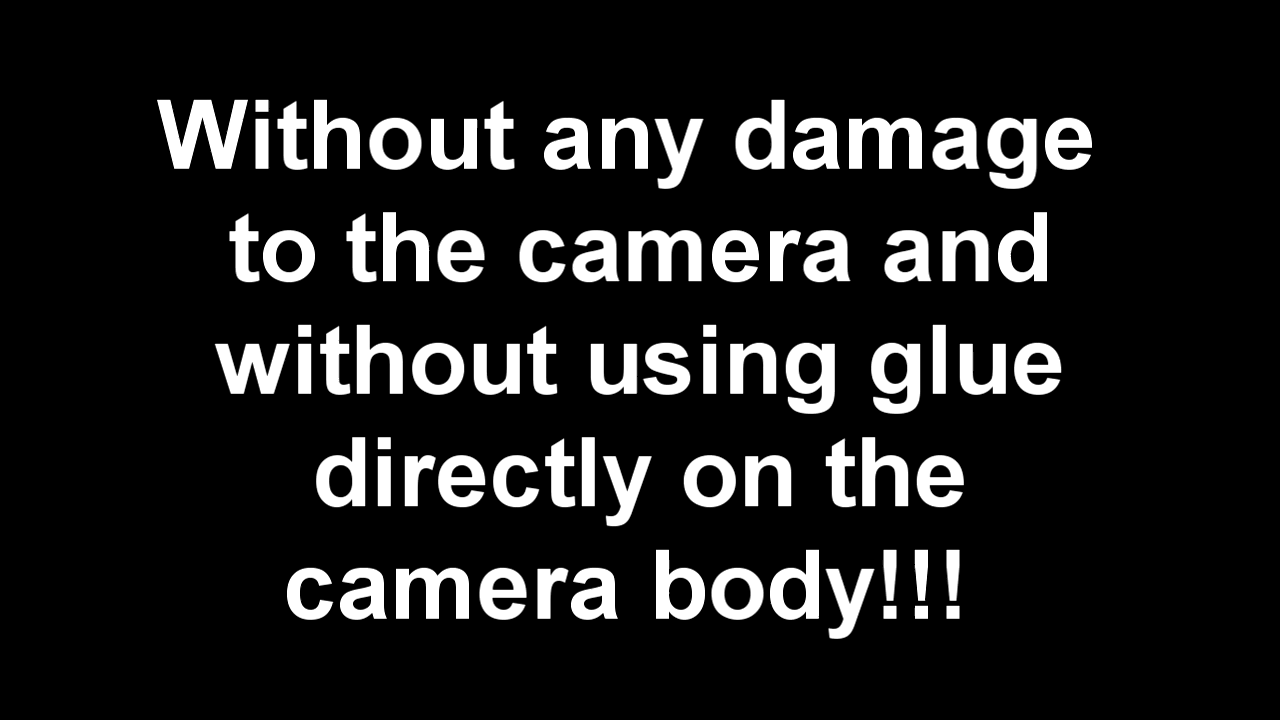 Without any damage
to the camera and
without using glue
directly on the
camera body!!!